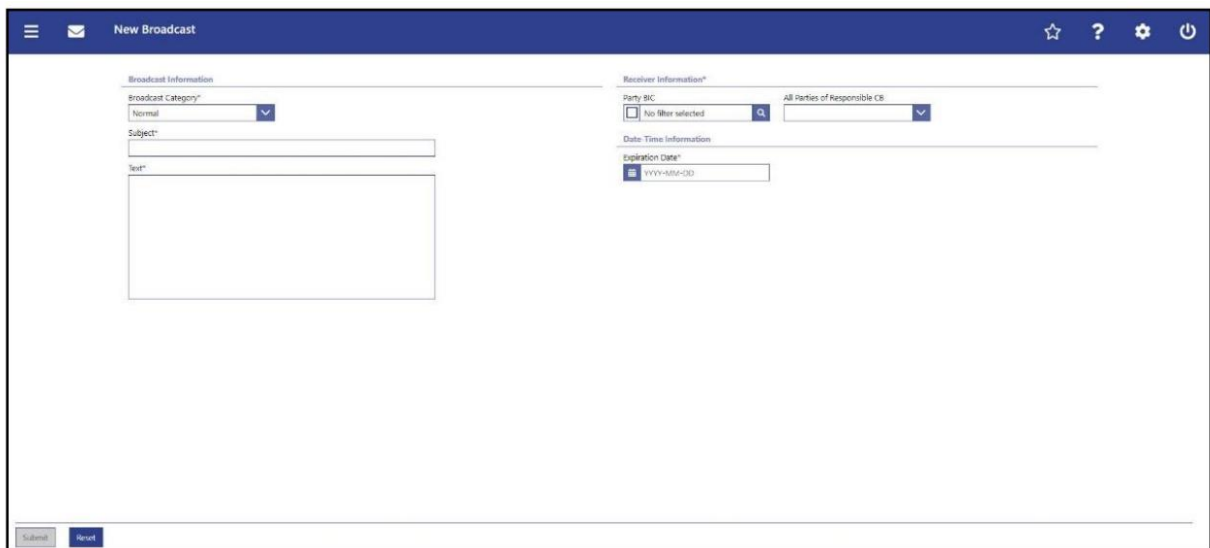 New Broadcast
Broadcast Information
Broadcast Category*
Normal
Subject*
Text*
Receiver Information*
Party BIC
All Parties of Responsible CB
No filter selected
Date Time Information
Expiration Date*
YYYY-MM-DD
Submit
Reset